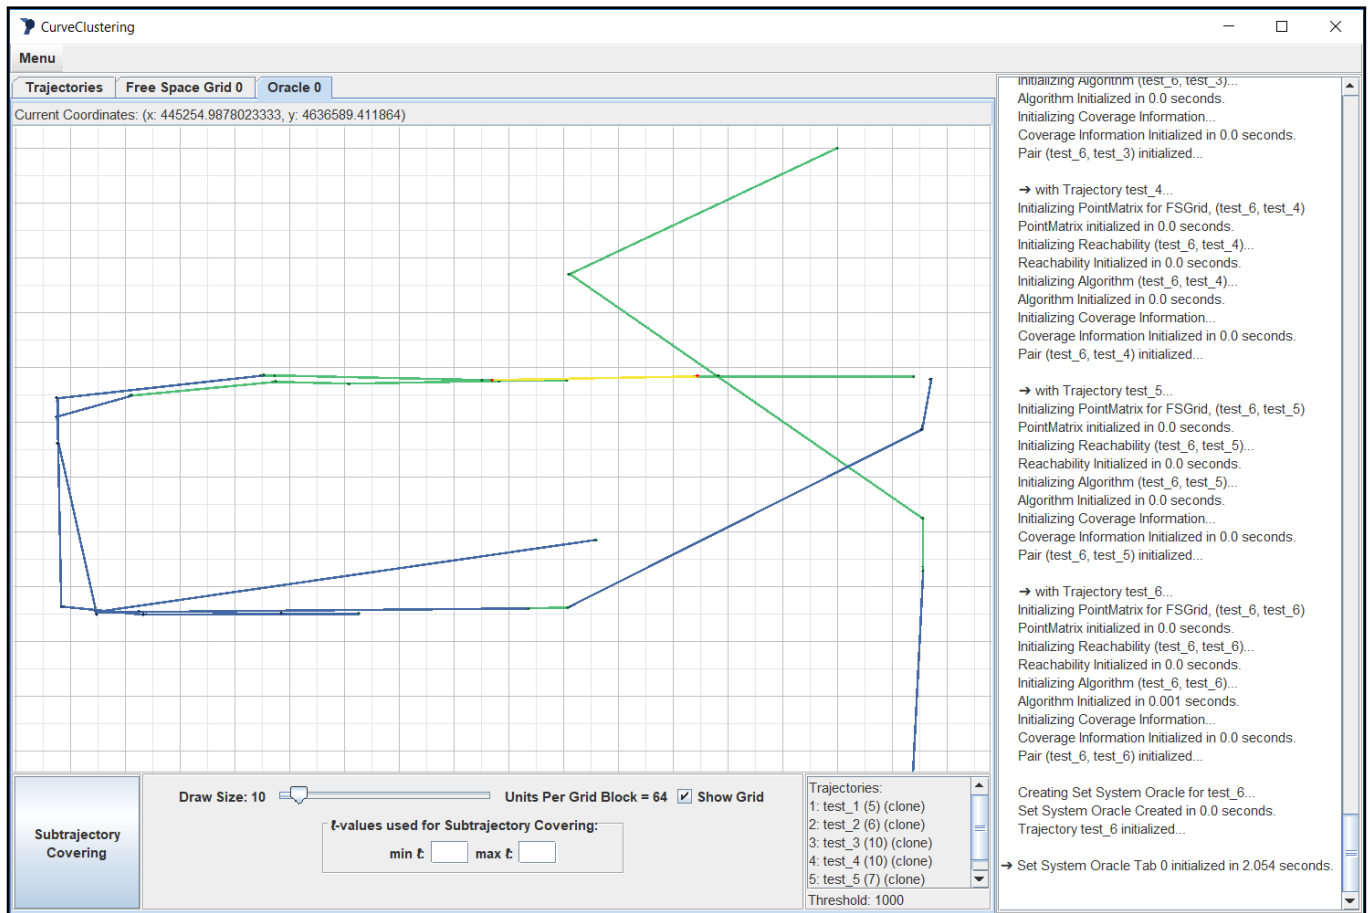 CurveClustering
Menu
Trajectories
Free Space Grid 0
Oracle 0
Current Coordinates: (x: 445254.9878023333, y: 4636589.411864)
Initializing Algorithm (test_6, test_3)...
Algorithm Initialized in 0.0 seconds.
Initializing Coverage Information...
Coverage Information Initialized in 0.0 seconds.
Pair (test_6, test_3) initialized...
➔ with Trajectory test_4...
Initializing PointMatrix for FSGrid, (test_6, test_4)
PointMatrix initialized in 0.0 seconds.
Initializing Reachability (test_6, test_4)...
Reachability Initialized in 0.0 seconds.
Initializing Algorithm (test_6, test_4)...
Algorithm Initialized in 0.0 seconds.
Initializing Coverage Information...
Coverage Information Initialized in 0.0 seconds.
Pair (test_6, test_4) initialized...
➔ with Trajectory test_5...
Initializing PointMatrix for FSGrid, (test_6, test_5)
PointMatrix initialized in 0.0 seconds.
Initializing Reachability (test_6, test_5)...
Reachability Initialized in 0.0 seconds.
Initializing Algorithm (test_6, test_5)...
Algorithm Initialized in 0.0 seconds.
Initializing Coverage Information...
Coverage Information Initialized in 0.0 seconds.
Pair (test_6, test_5) initialized...
➔ with Trajectory test_6...
Initializing PointMatrix for FSGrid, (test_6, test_6)
PointMatrix initialized in 0.0 seconds.
Initializing Reachability (test_6, test_6)...
Reachability Initialized in 0.0 seconds.
Initializing Algorithm (test_6, test_6)...
Algorithm Initialized in 0.001 seconds.
Initializing Coverage Information...
Coverage Information Initialized in 0.0 seconds.
Pair (test_6, test_6) initialized...
Creating Set System Oracle for test_6...
Set System Oracle Created in 0.0 seconds.
Trajectory test_6 initialized...
➔ Set System Oracle Tab 0 initialized in 2.054 seconds.
Subtrajectory
Covering
Draw Size: 10
Units Per Grid Block = 64
Show Grid
ℓ-values used for Subtrajectory Covering:
min ℓ:
max ℓ:
Trajectories:
1: test_1 (5) (clone)
2: test_2 (6) (clone)
3: test_3 (10) (clone)
4: test_4 (10) (clone)
5: test_5 (7) (clone)
Threshold: 1000